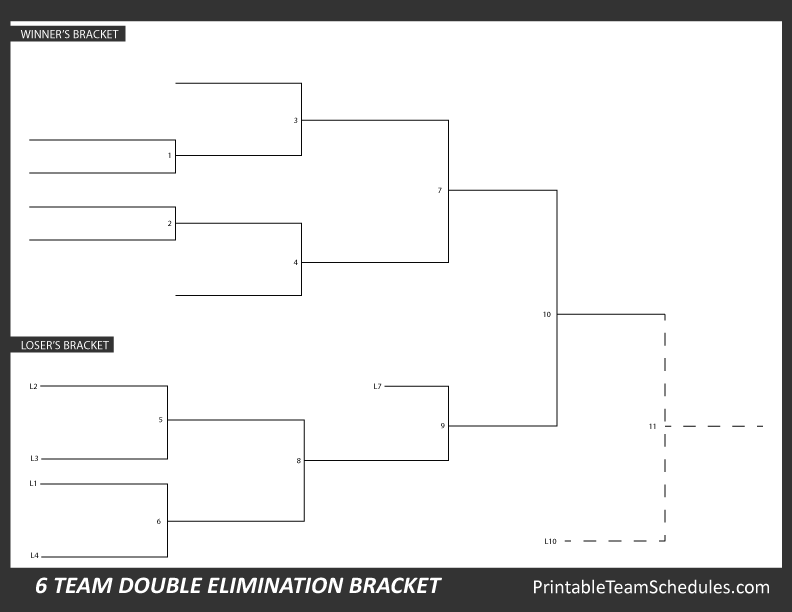 WINNER'S BRACKET
3
1
7
2
4
10
LOSER'S BRACKET
L2
L7
5
9
11
L3
8
L1
6
L10
L4
6 TEAM DOUBLE ELIMINATION BRACKET
PrintableTeamSchedules.com